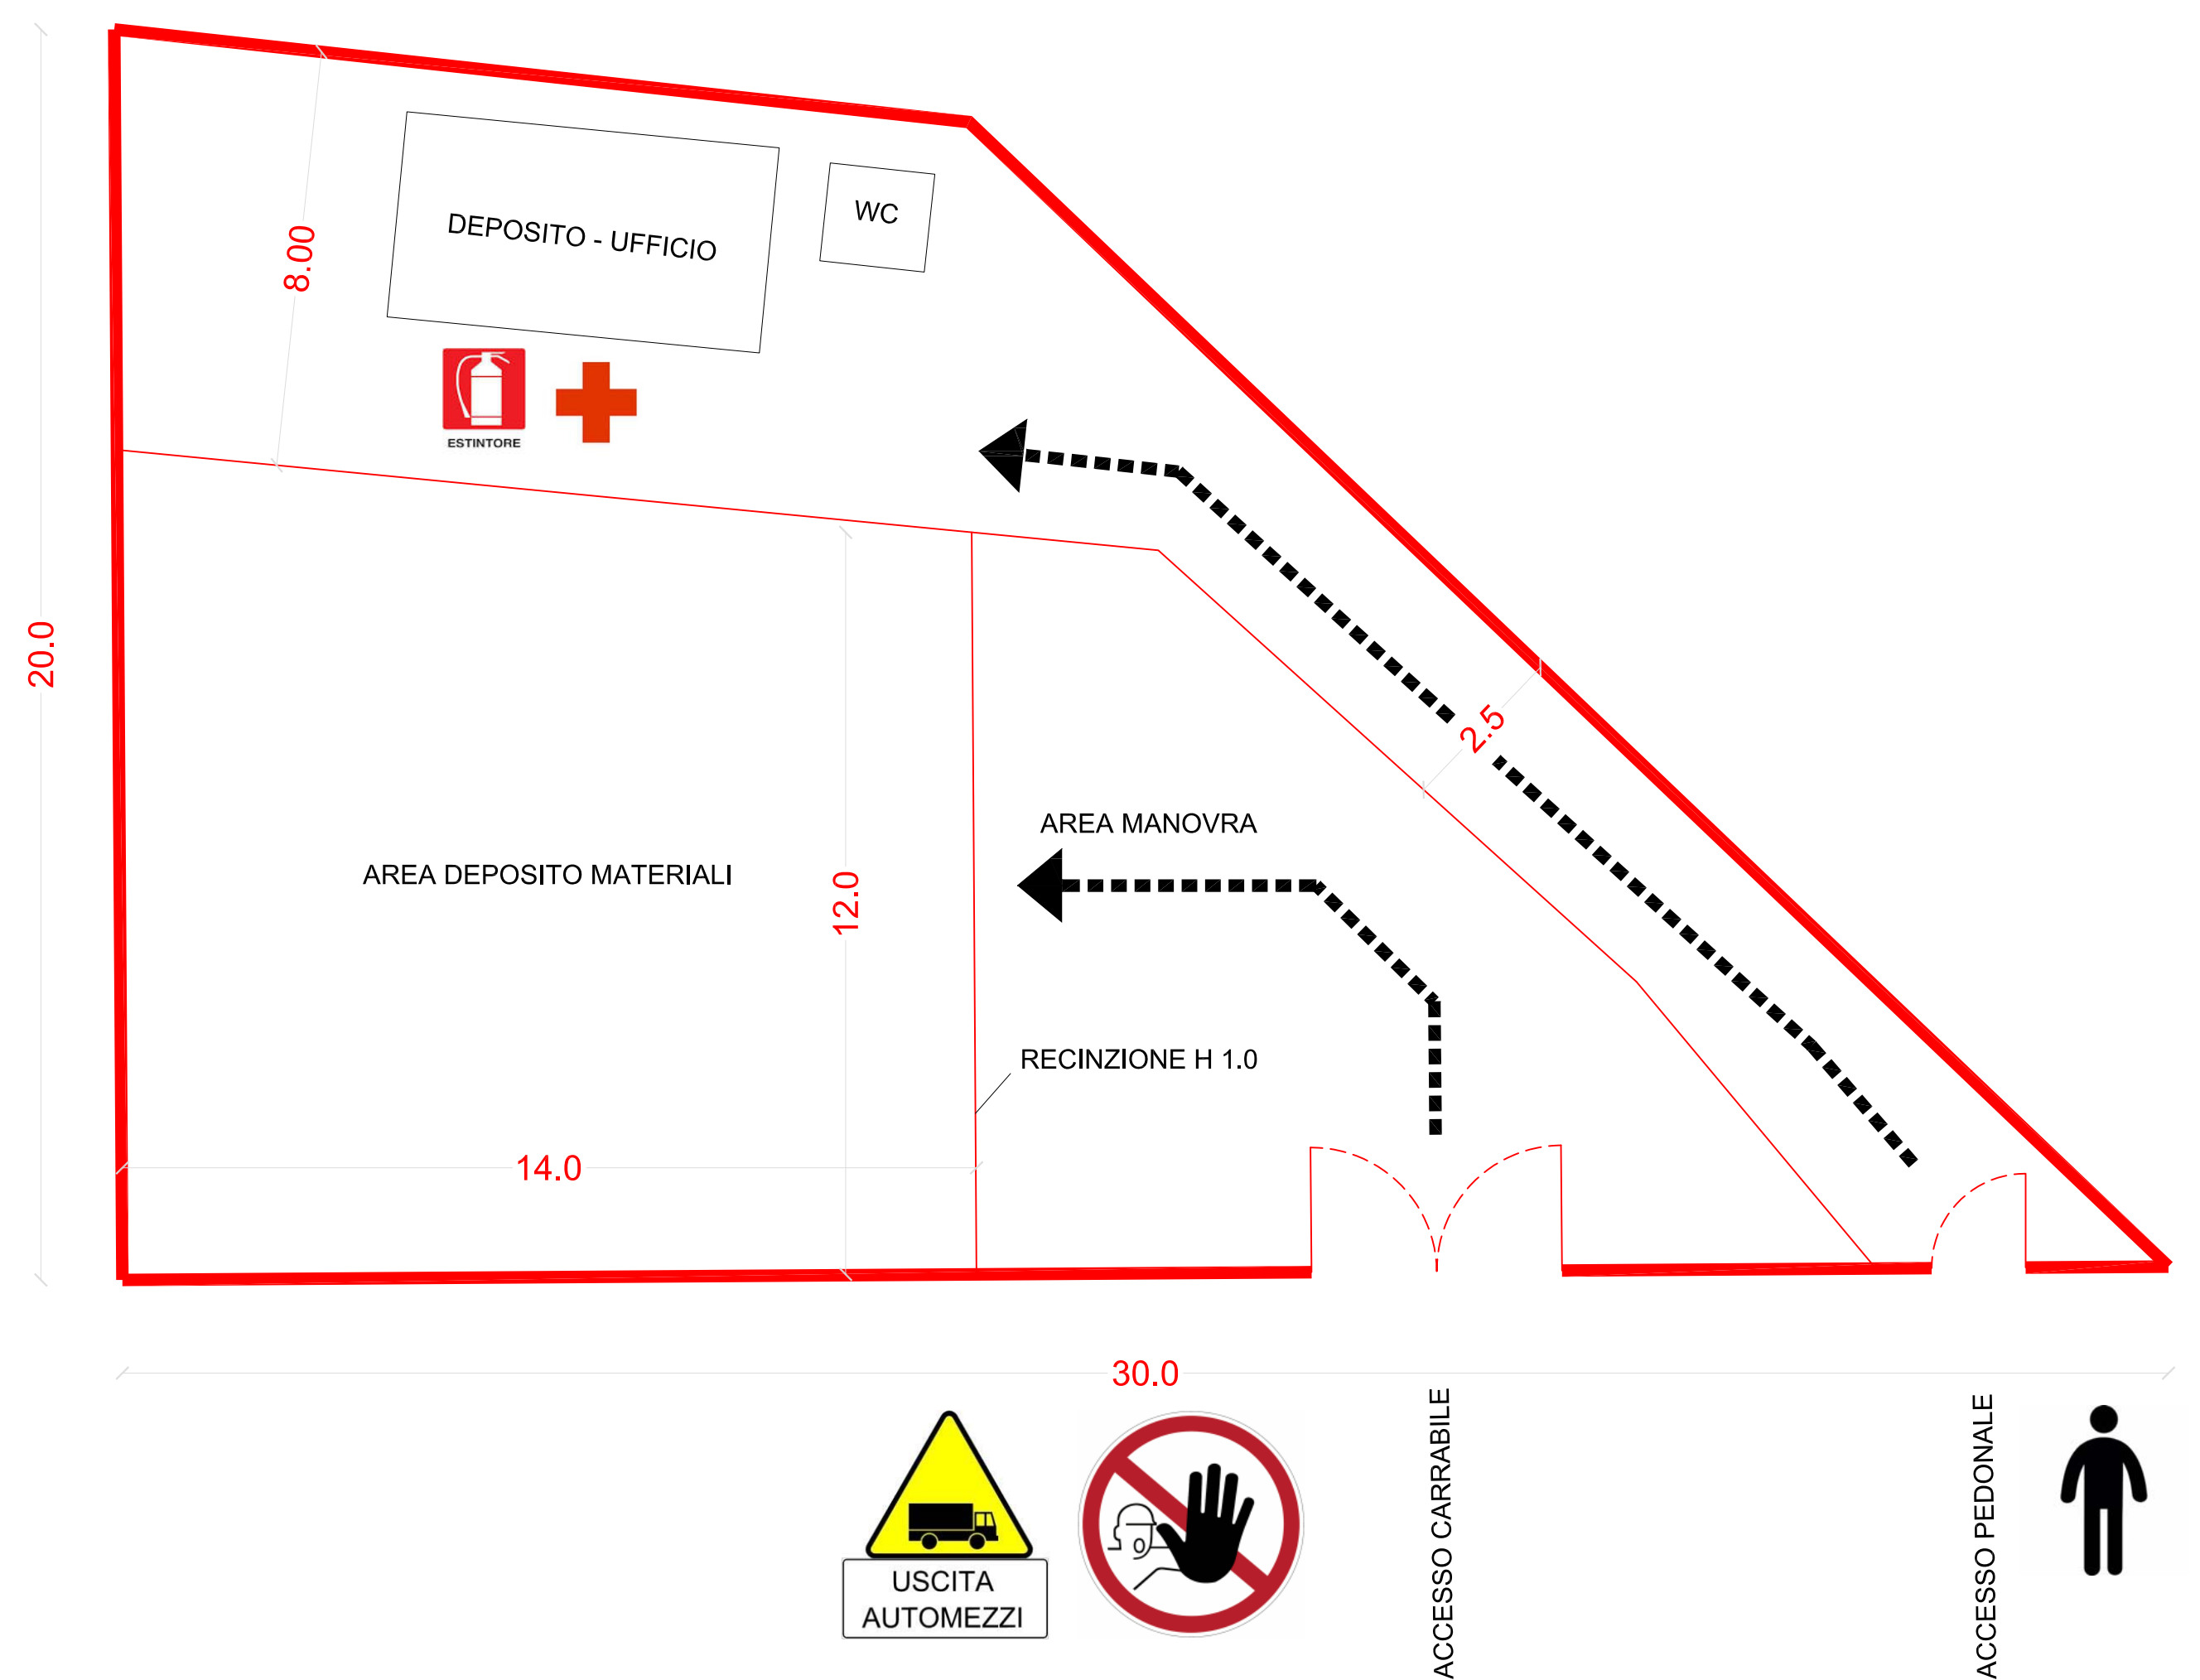 DEPOSITO - UFFICIO
WC
8.00
ESTINTORE
20.0
2.5
AREA MANOVRA
AREA DEPOSITO MATERIALI
12.0
RECINZIONE H 1.0
14.0
30.0
ACCESSO CARRABILE
ACCESSO PEDONALE
USCITA
AUTOMEZZI